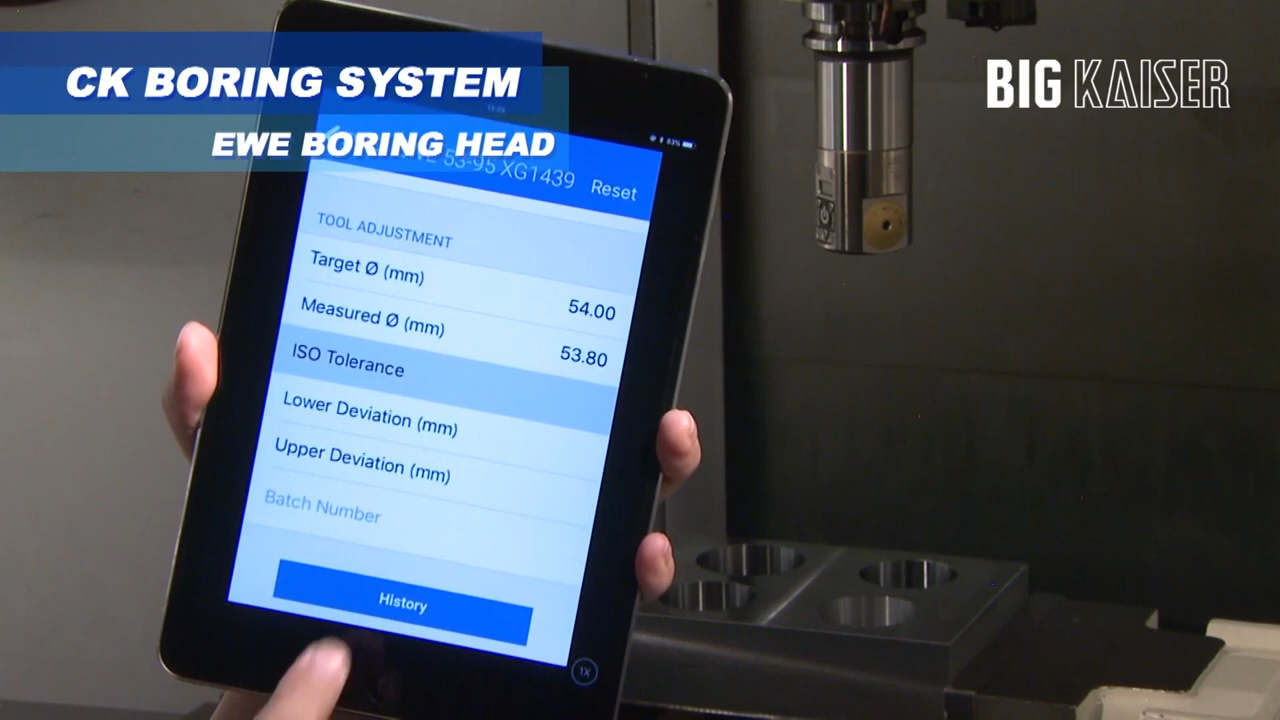 CK BORING SYSTEM
EWE BORING HEAD
BIG KAISER
83%
53-95 XG1439
Reset
TOOL ADJUSTMENT
Target Ø (mm)
54.00
Measured Ø (mm)
53.80
ISO Tolerance
Lower Deviation (mm)
Upper Deviation (mm)
Batch Number
History
1X